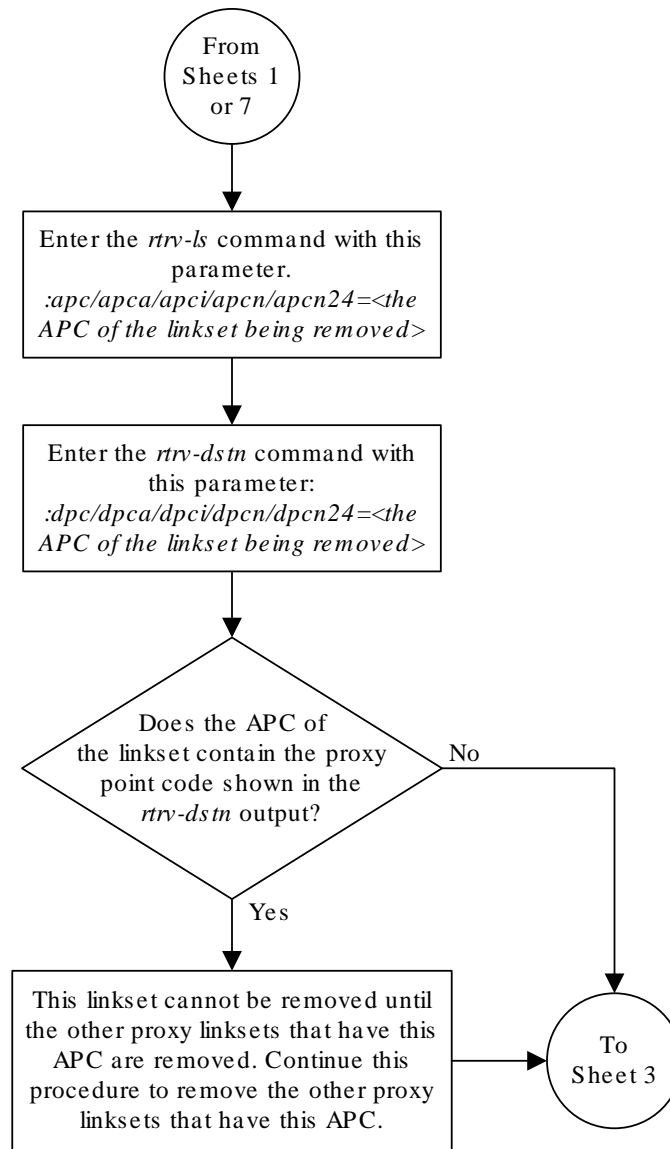 From
Sheets 1
or 7
Enter the rtrv-ls command with this
parameter.
:apc/apca/apci/apcn/apcn24=<the
APC of the linkset being removed>
Enter the rtrv-dstn command with
this parameter:
:dpc/dpca/dpci/dpcn/dpcn24=<the
APC of the linkset being removed>
Does the APC of
the linkset contain the proxy
point code shown in the
rtrv-dstn output?
No
Yes
This linkset cannot be removed until
the other proxy linksets that have this
APC are removed. Continue this
procedure to remove the other proxy
linksets that have this APC.
To
Sheet 3